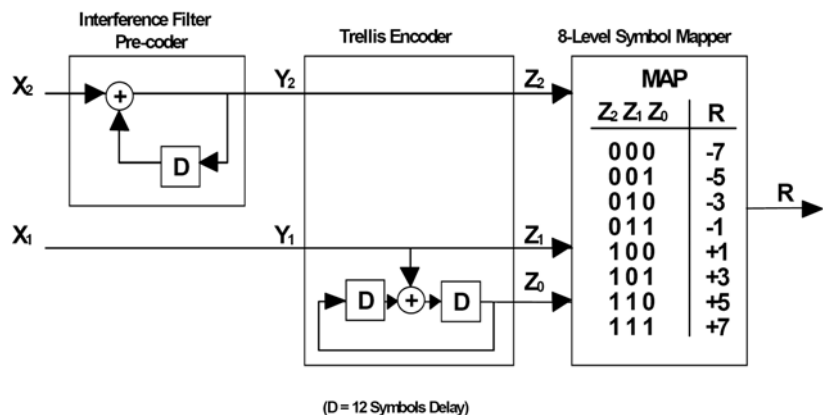 Interference Filter
Pre-coder
Trellis Encoder
8-Level Symbol Mapper
X₂
+
D
Y₂
Z₂
X₁
Y₁
Z₁
D
+
D
Z₀
MAP
Z₂ Z₁ Z₀ R
0 0 0 -7
0 0 1 -5
0 1 0 -3
0 1 1 -1
1 0 0 +1
1 0 1 +3
1 1 0 +5
1 1 1 +7
R
(D = 12 Symbols Delay)